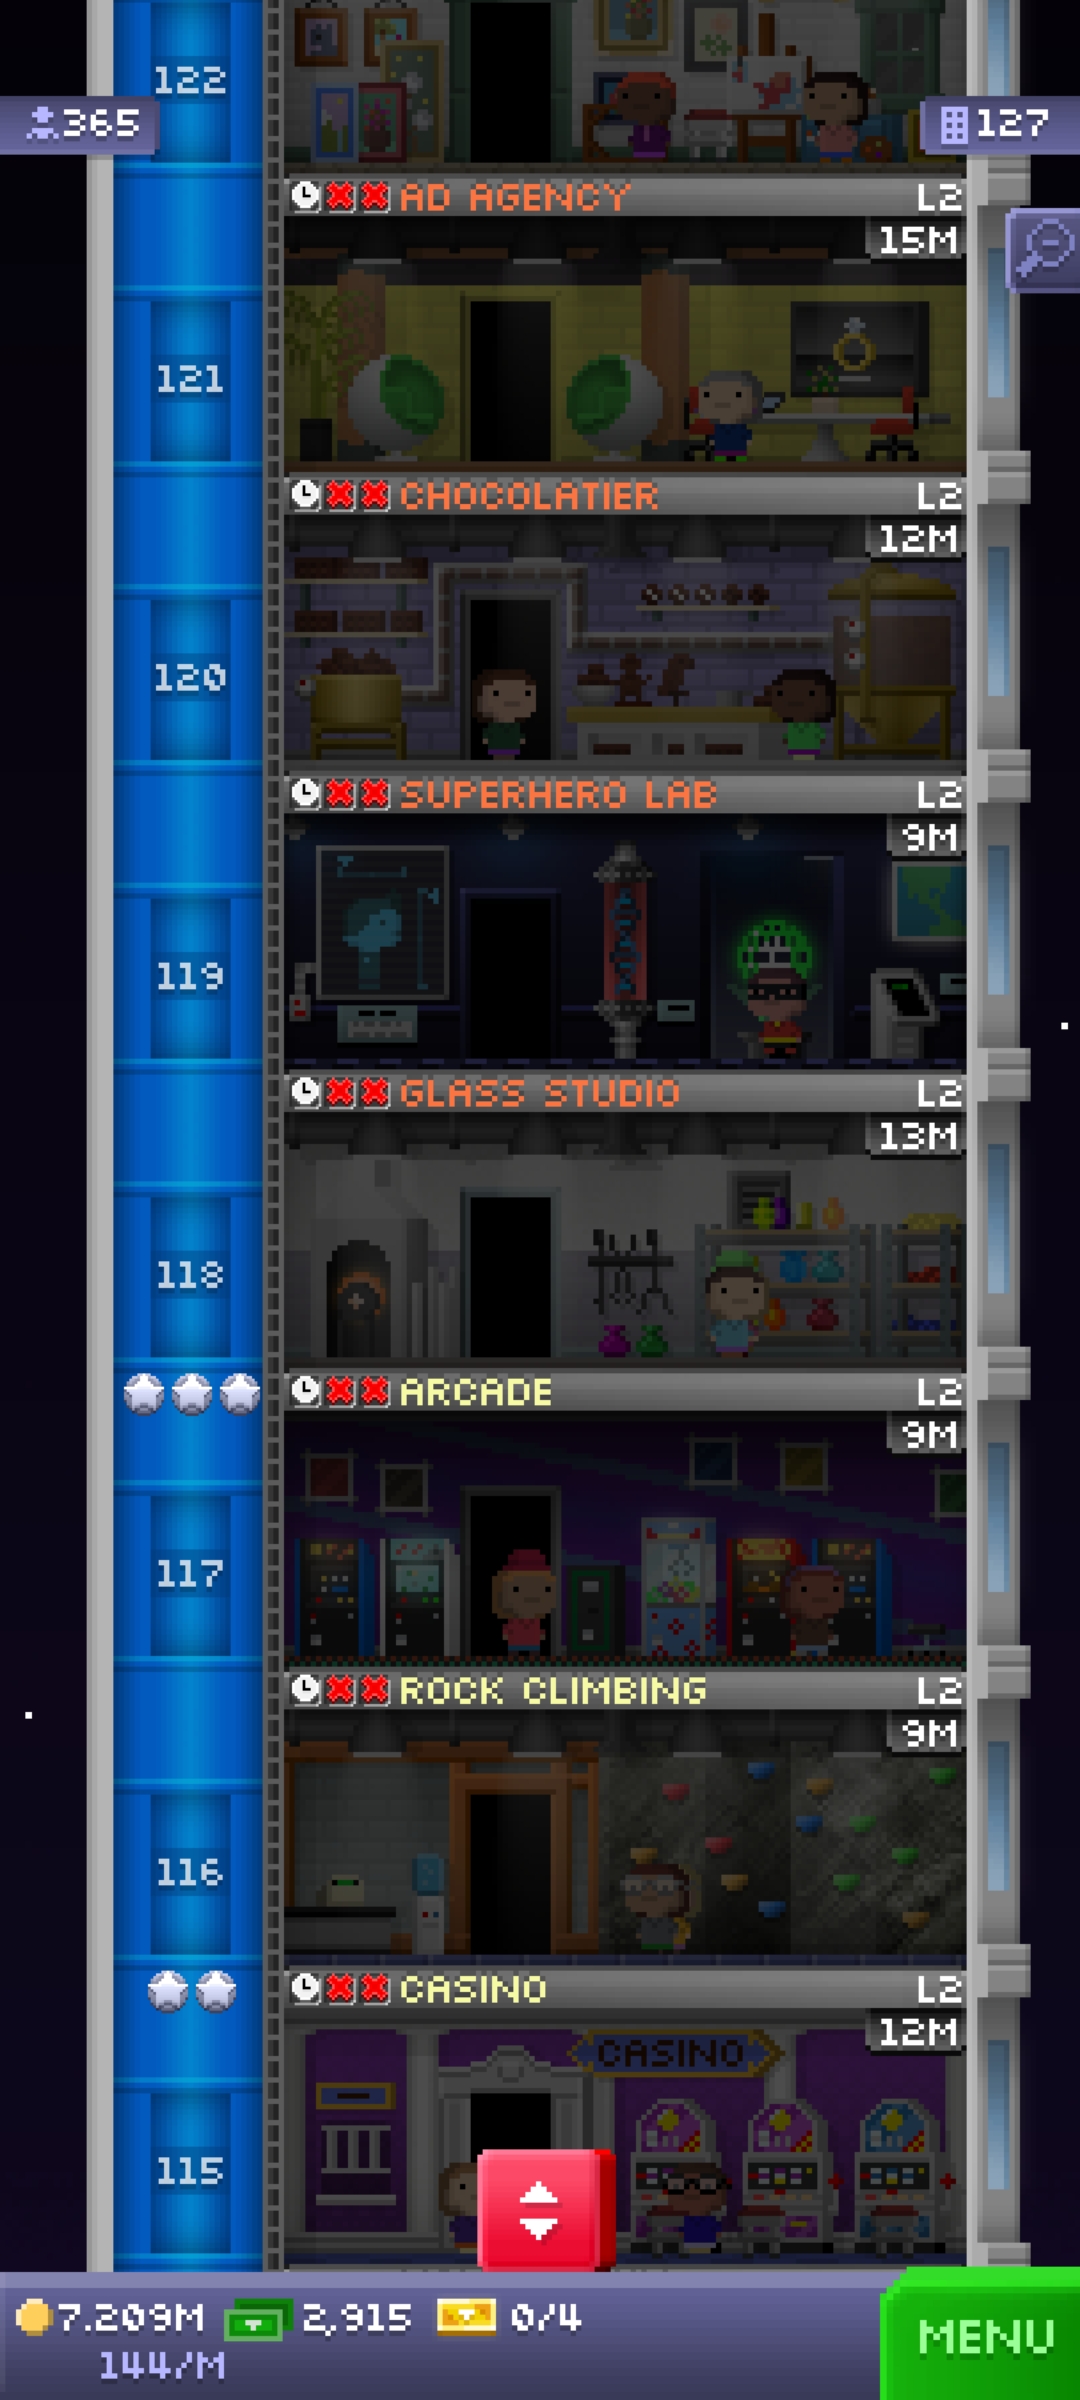 122
365
127
AD AGENCY L2
15M
121
CHOCOLATIER L2
12M
120
SUPERHERO LAB L2
9M
119
GLASS STUDIO L2
13M
118
ARCADE L2
9M
117
ROCK CLIMBING L2
9M
116
CASINO L2
12M
CASINO
115
7.209M 2,915 0/4
144/M
MENU